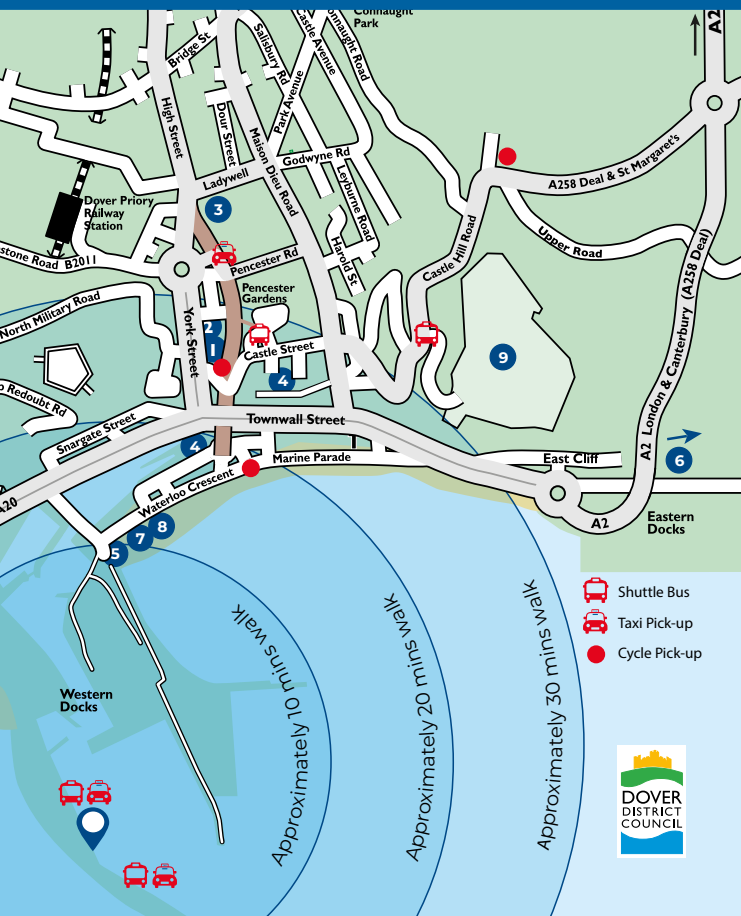 Connaught
Park
A2
Bridge St
Salisbury Rd
Castle Avenue
Connaught Road
High Street
Dour Street
Park Avenue
Maison Dieu Road
Godwyne Rd
Ladywell
Leyburne Road
A258 Deal & St Margaret's
Dover Priory
Railway
Station
3
Castle Hill Road
Upper Road
stone Road B2011
Pencester Rd
Harold St
Pencester
Gardens
North Military Road
York Street
2
1
Castle Street
4
9
A2 London & Canterbury (A258 Deal)
o Redoubt Rd
Snargate Street
Townwall Street
4
Marine Parade
East Cliff
6
A20
Waterloo Crescent
8
7
5
A2
Eastern
Docks
Shuttle Bus
Taxi Pick-up
Cycle Pick-up
Approximately 10 mins walk
Approximately 20 mins walk
Approximately 30 mins walk
Western
Docks
DOVER
DISTRICT
COUNCIL